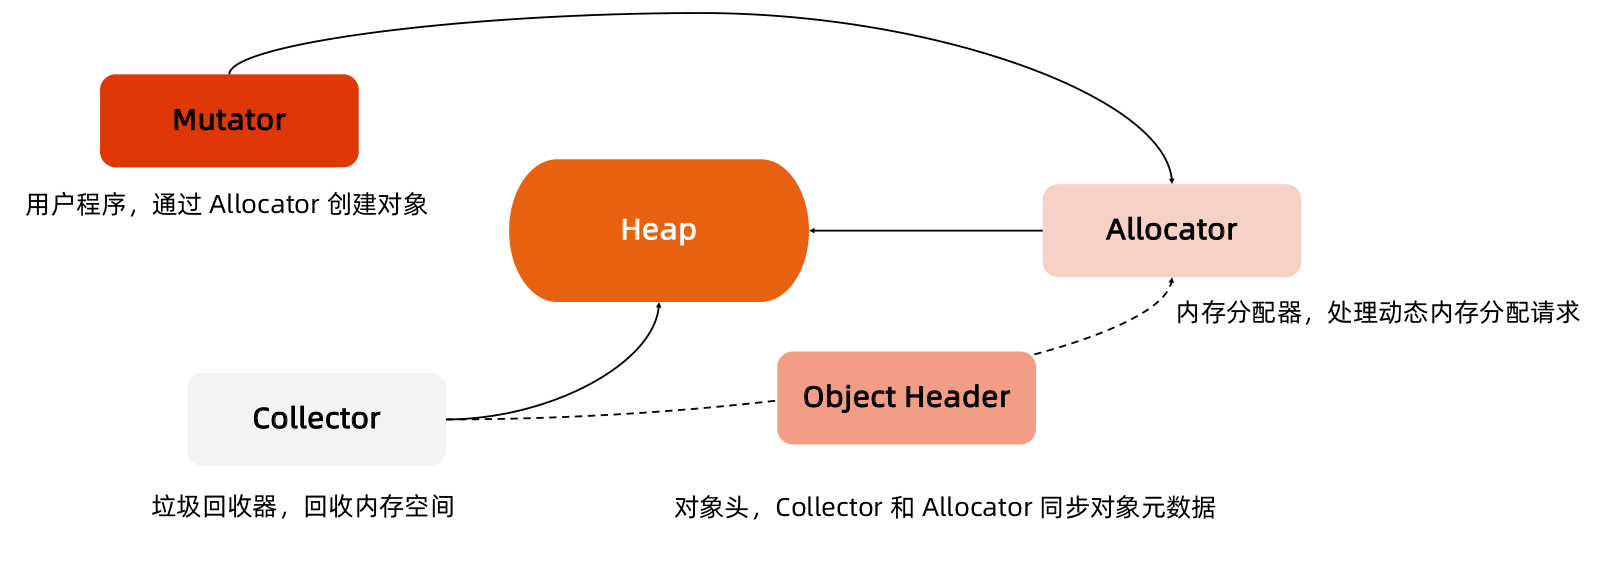 Mutator
用户程序，通过 Allocator 创建对象
Heap
Allocator
内存分配器，处理动态内存分配请求
Object Header
Collector
垃圾回收器，回收内存空间
对象头，Collector 和 Allocator 同步对象元数据